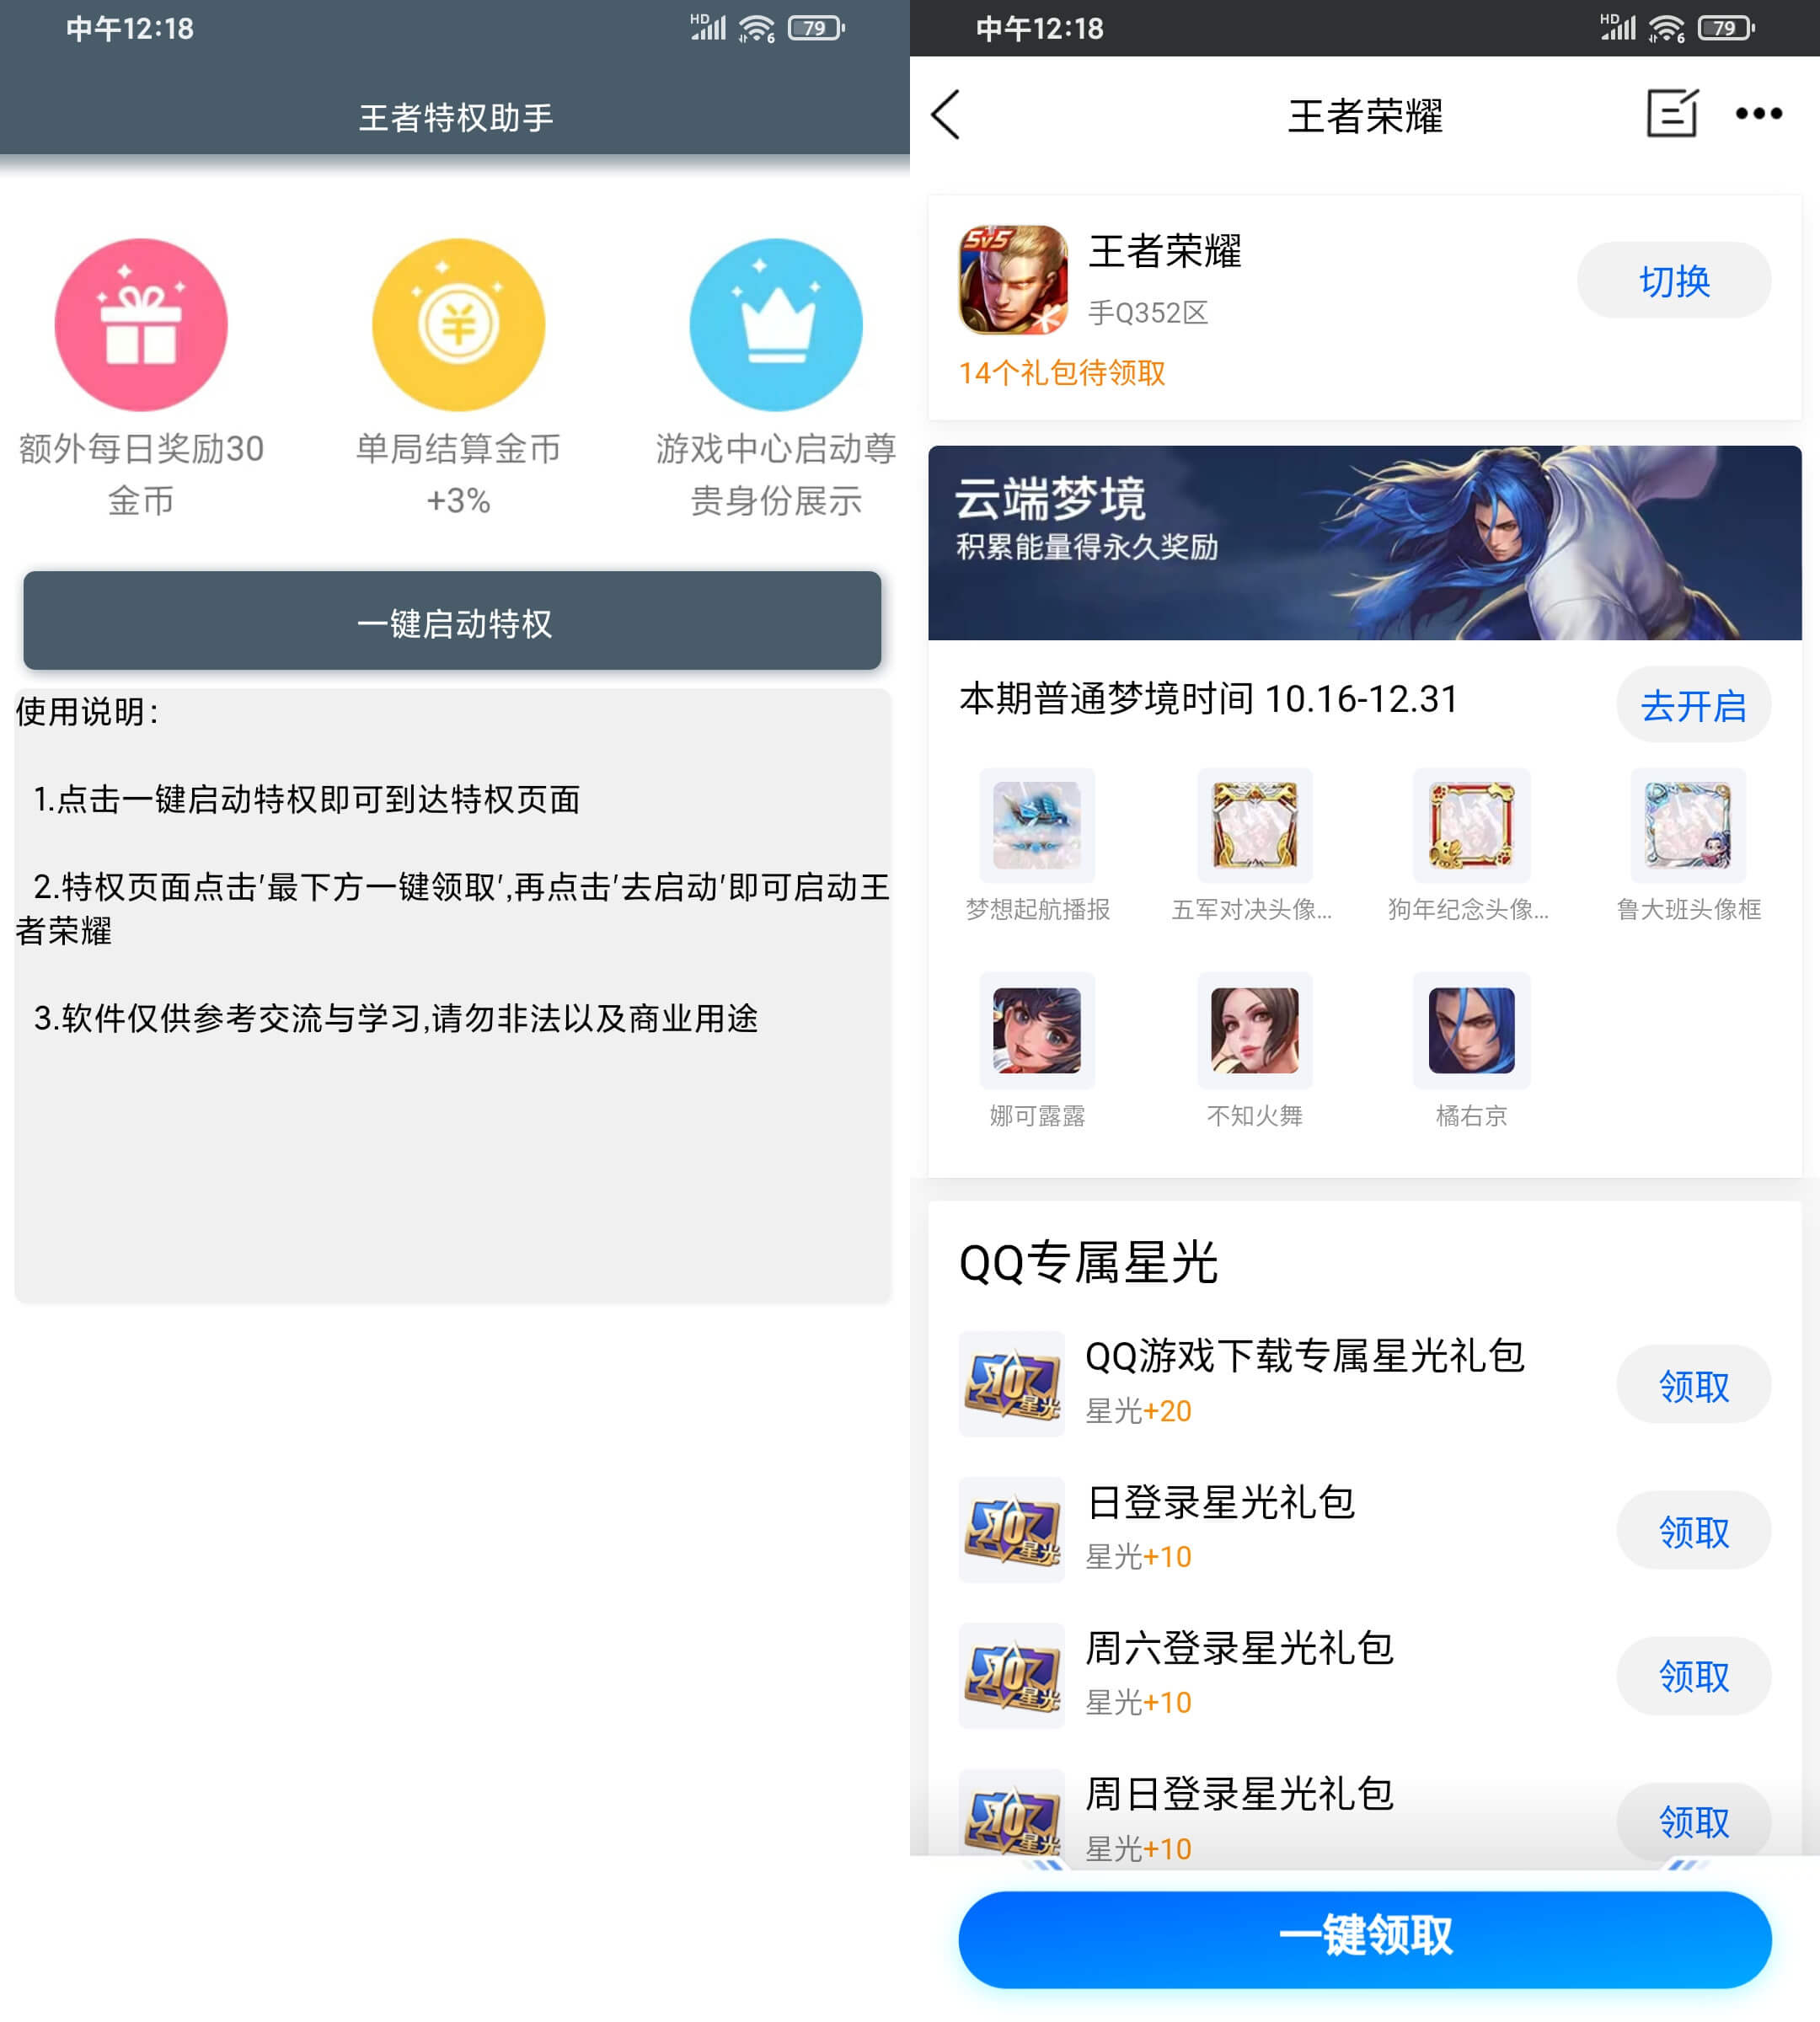 中午12:18
HD
6
79
王者特权助手
额外每日奖励30
金币
单局结算金币
+3%
游戏中心启动尊
贵身份展示
一键启动特权
使用说明：
1.点击一键启动特权即可到达特权页面
2.特权页面点击'最下方一键领取',再点击'去启动'即可启动王
者荣耀
3.软件仅供参考交流与学习,请勿非法以及商业用途
中午12:18
HD
6
79
王者荣耀
5v5
王者荣耀
手Q352区
切换
14个礼包待领取
云端梦境
积累能量得永久奖励
本期普通梦境时间 10.16-12.31
去开启
梦想起航播报
五军对决头像...
狗年纪念头像...
鲁大班头像框
娜可露露
不知火舞
橘右京
QQ专属星光
10
星光
QQ游戏下载专属星光礼包
星光+20
领取
10
星光
日登录星光礼包
星光+10
领取
10
星光
周六登录星光礼包
星光+10
领取
10
星光
周日登录星光礼包
星光+10
领取
一键领取